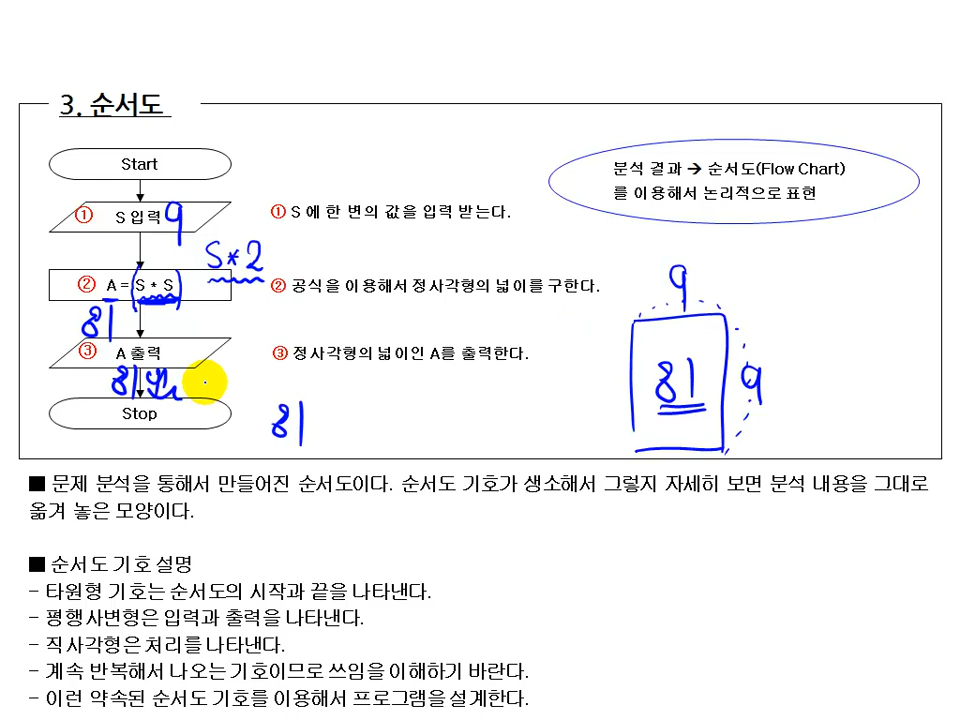 3. 순서도
Start
① S 입력 9
① S 에 한 변의 값을 입력 받는다.
분석 결과 → 순서도(Flow Chart)
를 이용해서 논리적으로 표현
S*2
② A = (S * S)
② 공식을 이용해서 정사각형의 넓이를 구한다.
81
9
③ A 출력
③ 정사각형의 넓이인 A를 출력한다.
81
81
9
Stop
81
■ 문제 분석을 통해서 만들어진 순서도이다. 순서도 기호가 생소해서 그렇지 자세히 보면 분석 내용을 그대로
옮겨 놓은 모양이다.
■ 순서도 기호 설명
- 타원형 기호는 순서도의 시작과 끝을 나타낸다.
- 평행사변형은 입력과 출력을 나타낸다.
- 직사각형은 처리를 나타낸다.
- 계속 반복해서 나오는 기호이므로 쓰임을 이해하기 바란다.
- 이런 약속된 순서도 기호를 이용해서 프로그램을 설계한다.